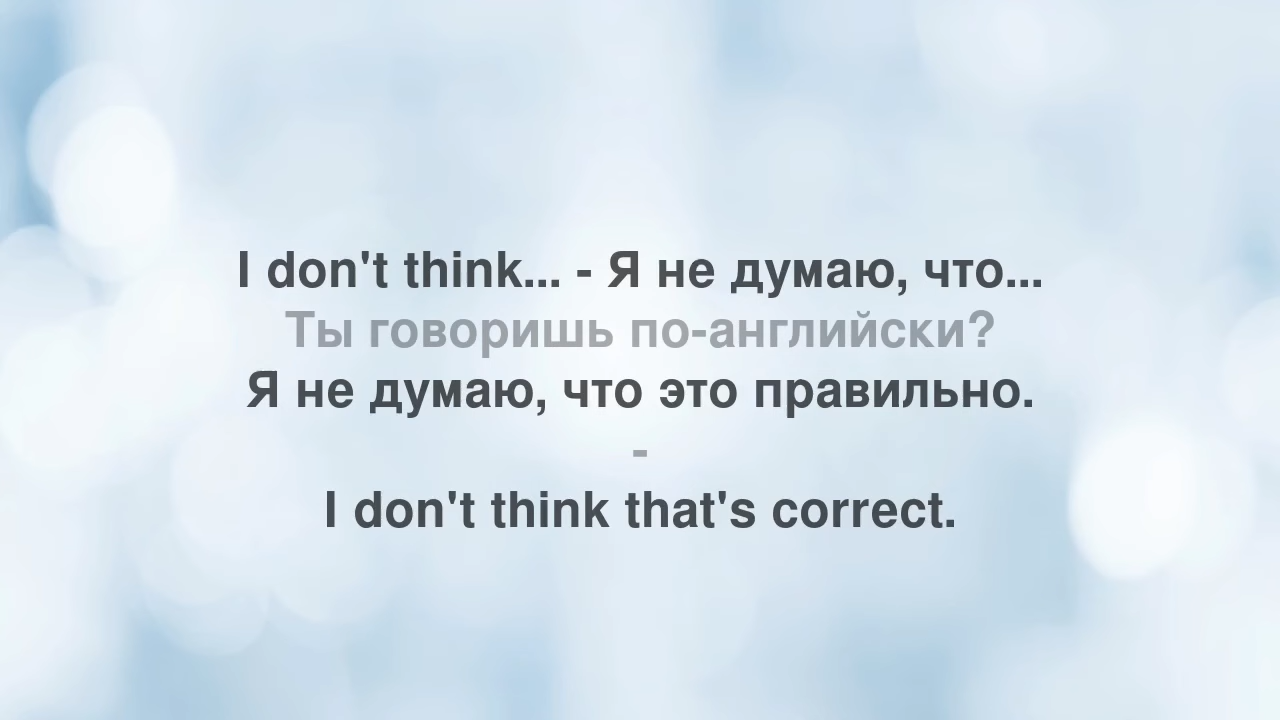 I don't think... - Я не думаю, что...
Ты говоришь по-английски?
Я не думаю, что это правильно.
-
I don't think that's correct.